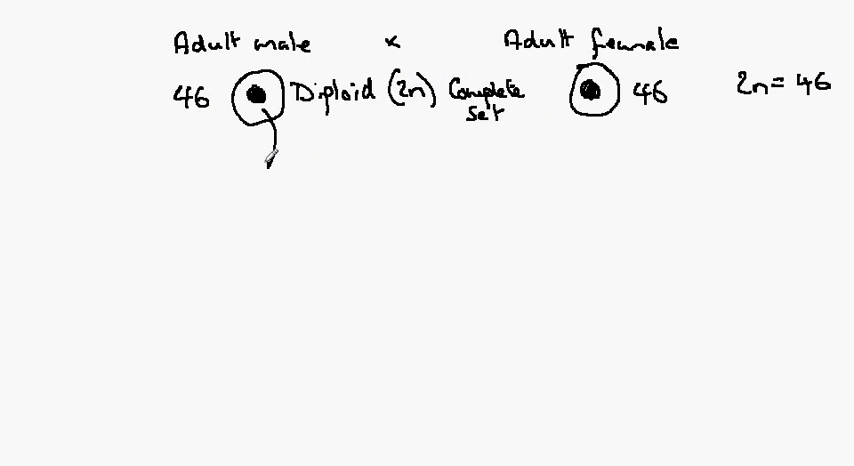 Adult male x Adult female
46 Diploid (2n) Complete set 46 2n = 46